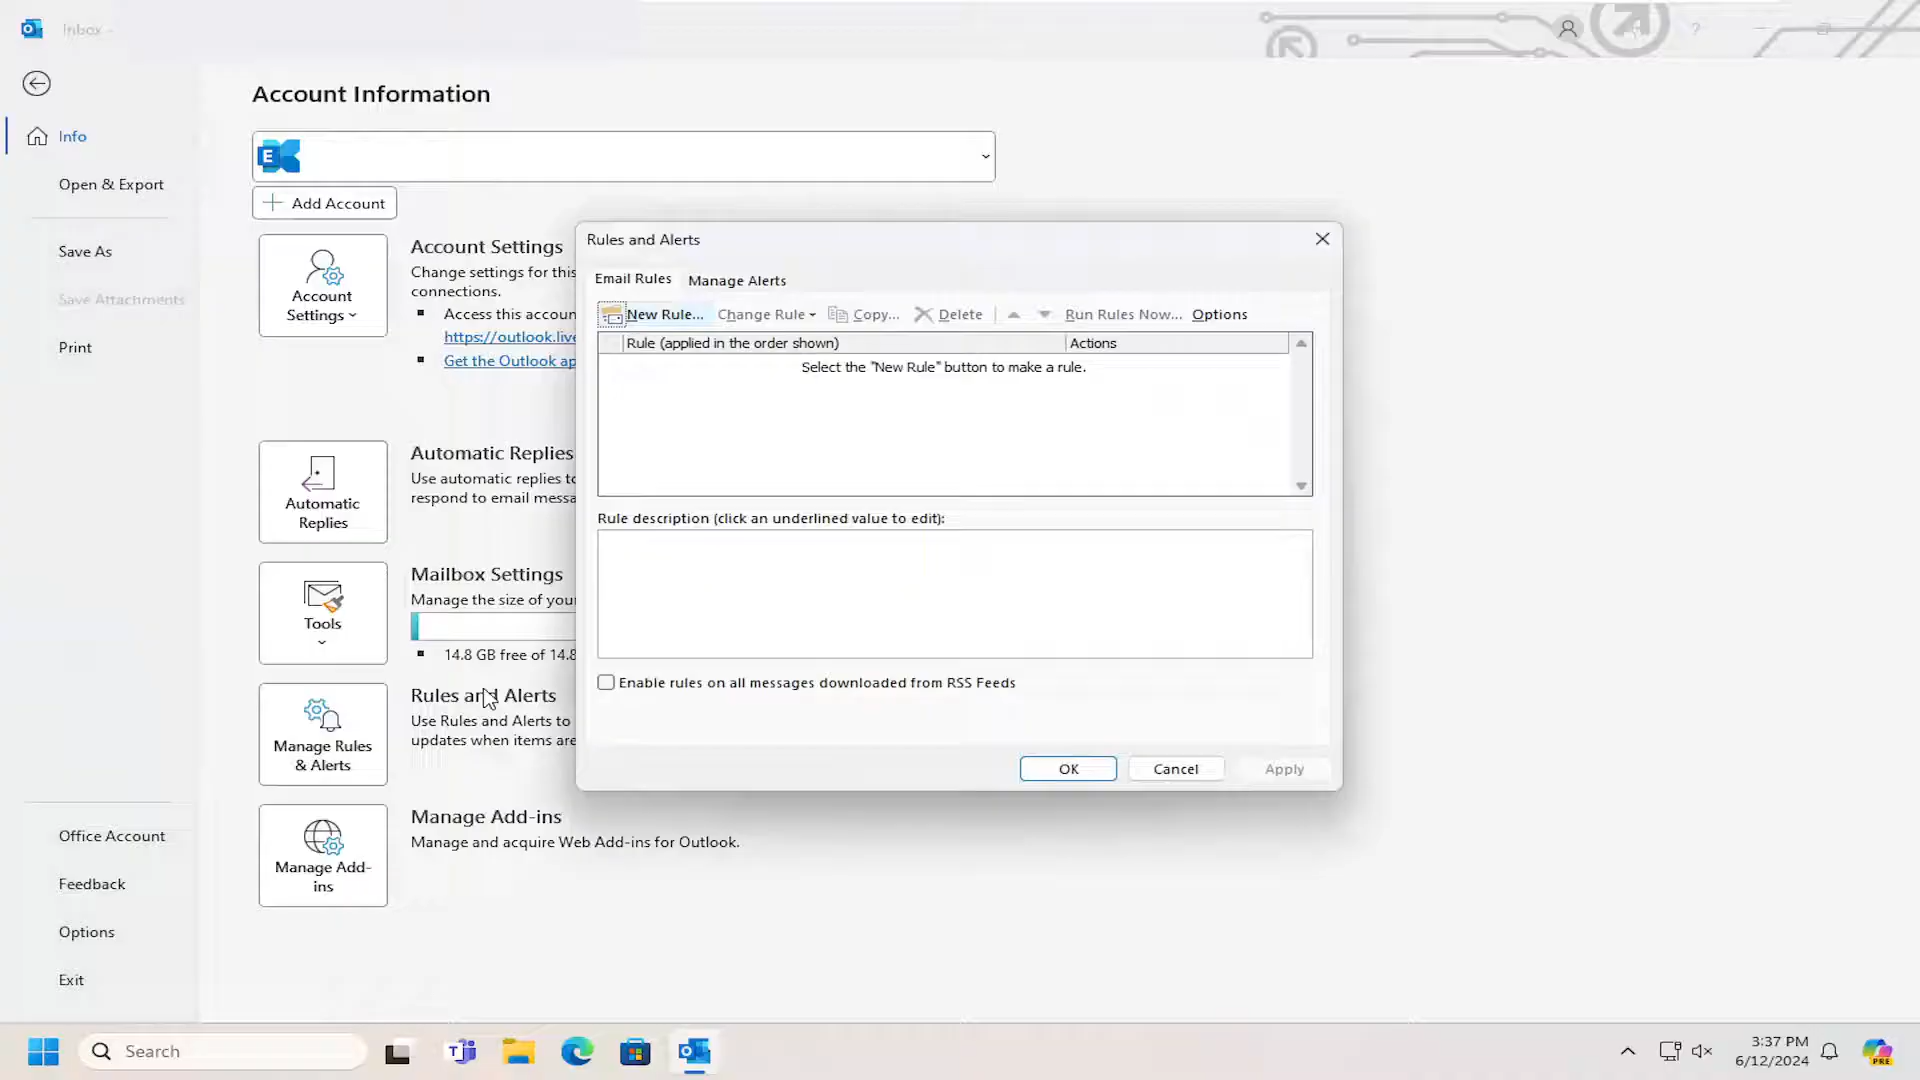 Inbox -
?
Account Information
Info
Open & Export
Save As
Save Attachments
Print
Office Account
Feedback
Options
Exit
E
Add Account
Account Settings
Account Settings
Change settings for this
connections.
Access this accoun
https://outlook.live
Get the Outlook ap
Automatic Replies
Automatic Replies
Use automatic replies to
respond to email messa
Tools
Mailbox Settings
Manage the size of your
14.8 GB free of 14.8
Manage Rules & Alerts
Rules and Alerts
Use Rules and Alerts to
updates when items are
Manage Add-ins
Manage Add-ins
Manage and acquire Web Add-ins for Outlook.
Rules and Alerts
Email Rules Manage Alerts
New Rule... Change Rule Copy... Delete Run Rules Now... Options
Rule (applied in the order shown) Actions
Select the "New Rule" button to make a rule.
Rule description (click an underlined value to edit):
Enable rules on all messages downloaded from RSS Feeds
OK Cancel Apply
Search
3:37 PM
6/12/2024
PRE